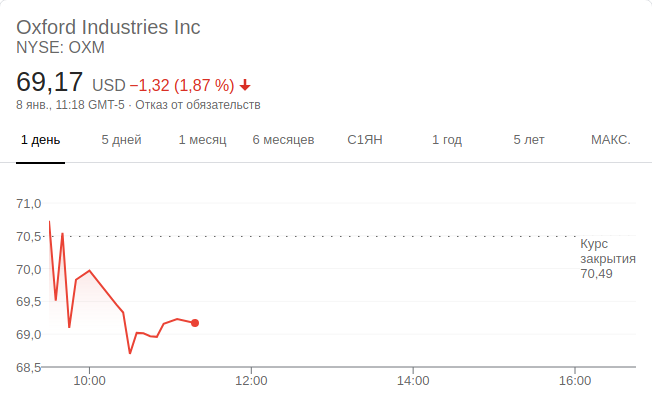 Oxford Industries Inc
NYSE: OXM
69,17 USD −1,32 (1,87 %)
8 янв., 11:18 GMT-5 · Отказ от обязательств
1 день 5 дней 1 месяц 6 месяцев С1ЯН 1 год 5 лет МАКС.
71,0
70,5
Курс
закрытия
70,49
70,0
69,5
69,0
68,5
10:00 12:00 14:00 16:00